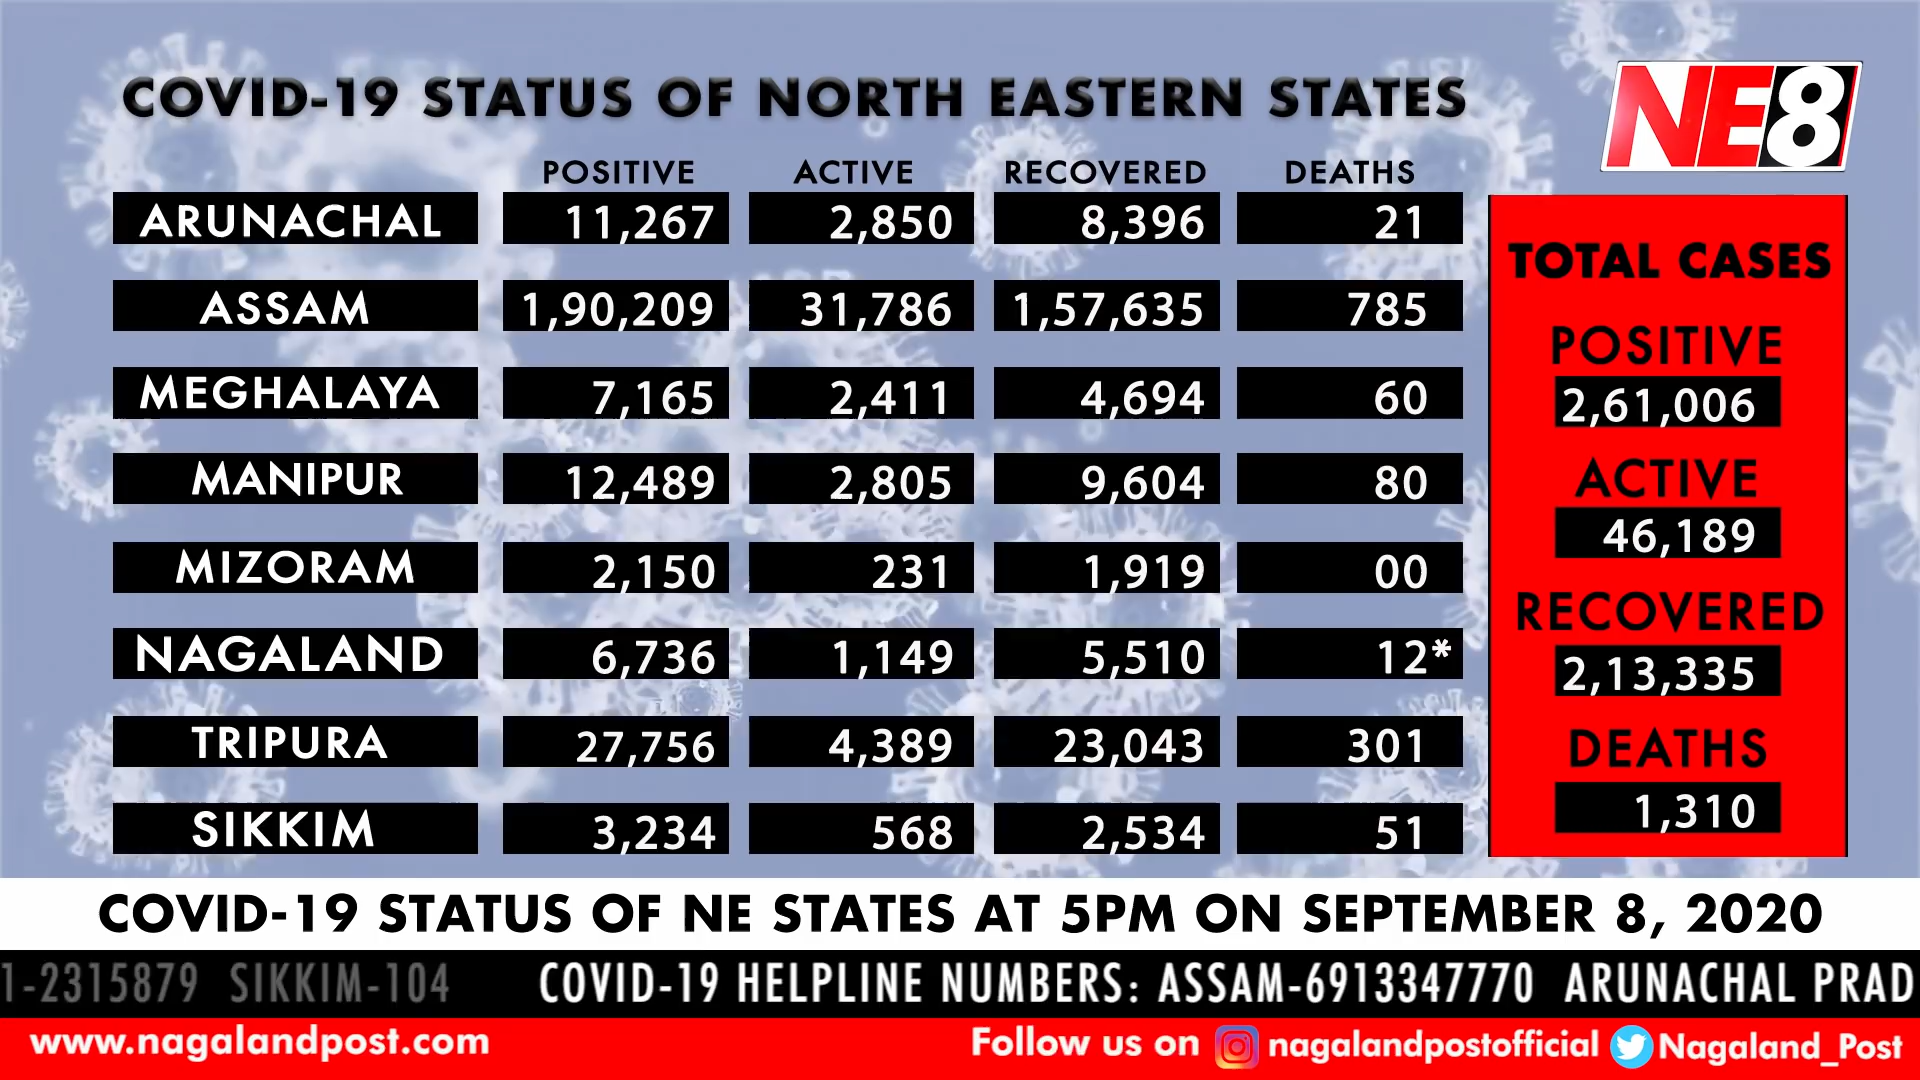 COVID-19 STATUS OF NORTH EASTERN STATES
NE8
POSITIVE ACTIVE RECOVERED DEATHS
ARUNACHAL 11,267 2,850 8,396 21
ASSAM 1,90,209 31,786 1,57,635 785
MEGHALAYA 7,165 2,411 4,694 60
MANIPUR 12,489 2,805 9,604 80
MIZORAM 2,150 231 1,919 00
NAGALAND 6,736 1,149 5,510 12*
TRIPURA 27,756 4,389 23,043 301
SIKKIM 3,234 568 2,534 51
TOTAL CASES
POSITIVE
2,61,006
ACTIVE
46,189
RECOVERED
2,13,335
DEATHS
1,310
COVID-19 STATUS OF NE STATES AT 5PM ON SEPTEMBER 8, 2020
1-2315879 SIKKIM-104 COVID-19 HELPLINE NUMBERS: ASSAM-6913347770 ARUNACHAL PRAD
www.nagalandpost.com Follow us on nagalandpostofficial Nagaland_Post